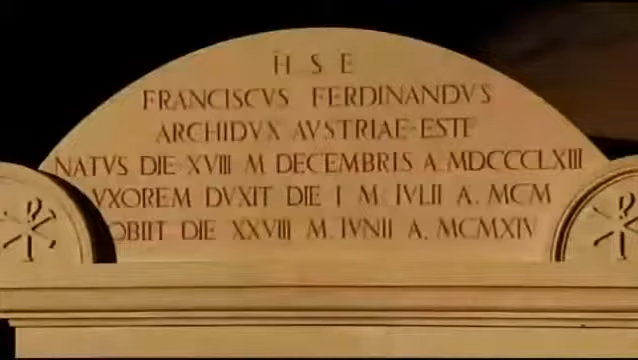 H S E
FRANCISCVS FERDINANDVS
ARCHIDVX AVSTRIAE-ESTE
NATVS DIE XVIII M DECEMBRIS A. MDCCCLXIII
VXOREM DVXIT DIE I M. IVLII A. MCM
OBIIT DIE XXVIII M. IVNII A. MCMXIV